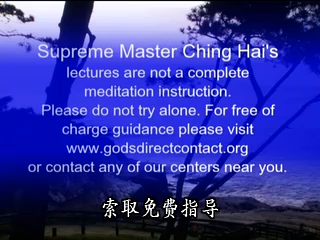 Supreme Master Ching Hai's
lectures are not a complete
meditation instruction.
Please do not try alone. For free of
charge guidance please visit
www.godsdirectcontact.org
or contact any of our centers near you.
索取免费指导